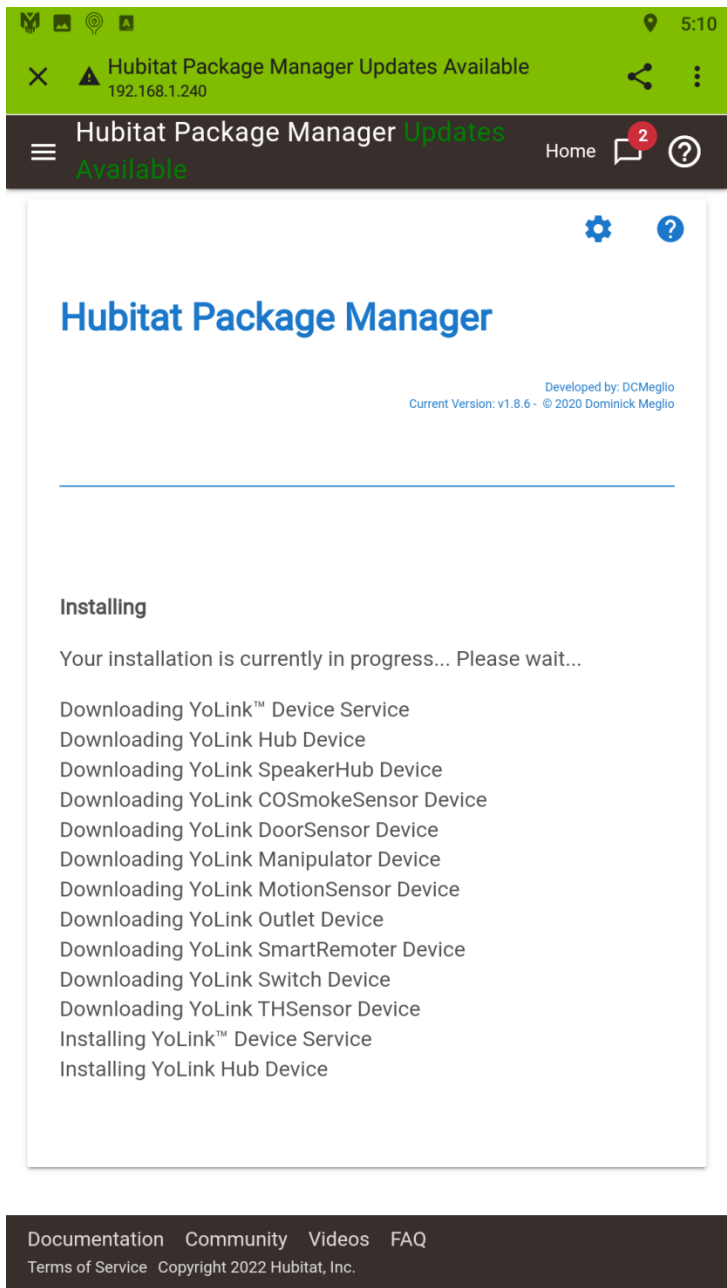 5:10
Hubitat Package Manager Updates Available
192.168.1.240
Hubitat Package Manager Updates
Available
Home
2
Hubitat Package Manager
Developed by: DCMeglio
Current Version: v1.8.6 - © 2020 Dominick Meglio
Installing
Your installation is currently in progress... Please wait...
Downloading YoLink™ Device Service
Downloading YoLink Hub Device
Downloading YoLink SpeakerHub Device
Downloading YoLink COSmokeSensor Device
Downloading YoLink DoorSensor Device
Downloading YoLink Manipulator Device
Downloading YoLink MotionSensor Device
Downloading YoLink Outlet Device
Downloading YoLink SmartRemoter Device
Downloading YoLink Switch Device
Downloading YoLink THSensor Device
Installing YoLink™ Device Service
Installing YoLink Hub Device
Documentation Community Videos FAQ
Terms of Service Copyright 2022 Hubitat, Inc.